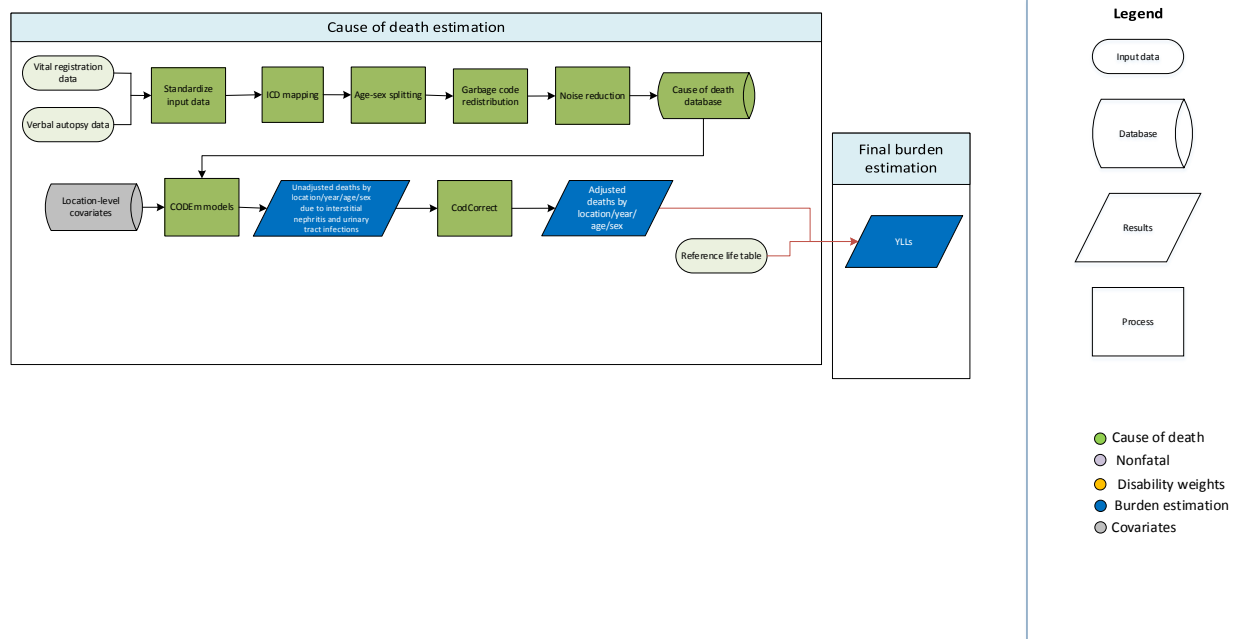 Cause of death estimation
Vital registration
data
Verbal autopsy data
Standardize
input data
ICD mapping
Age-sex splitting
Garbage code
redistribution
Noise reduction
Cause of death
database
Location-level
covariates
CODEm models
Unadjusted deaths by
location/year/age/sex
due to interstitial
nephritis and urinary
tract infections
CodCorrect
Adjusted
deaths by
location/year/
age/sex
Reference life table
Final burden
estimation
YLLs
Legend
Input data
Database
Results
Process
Cause of death
Nonfatal
Disability weights
Burden estimation
Covariates